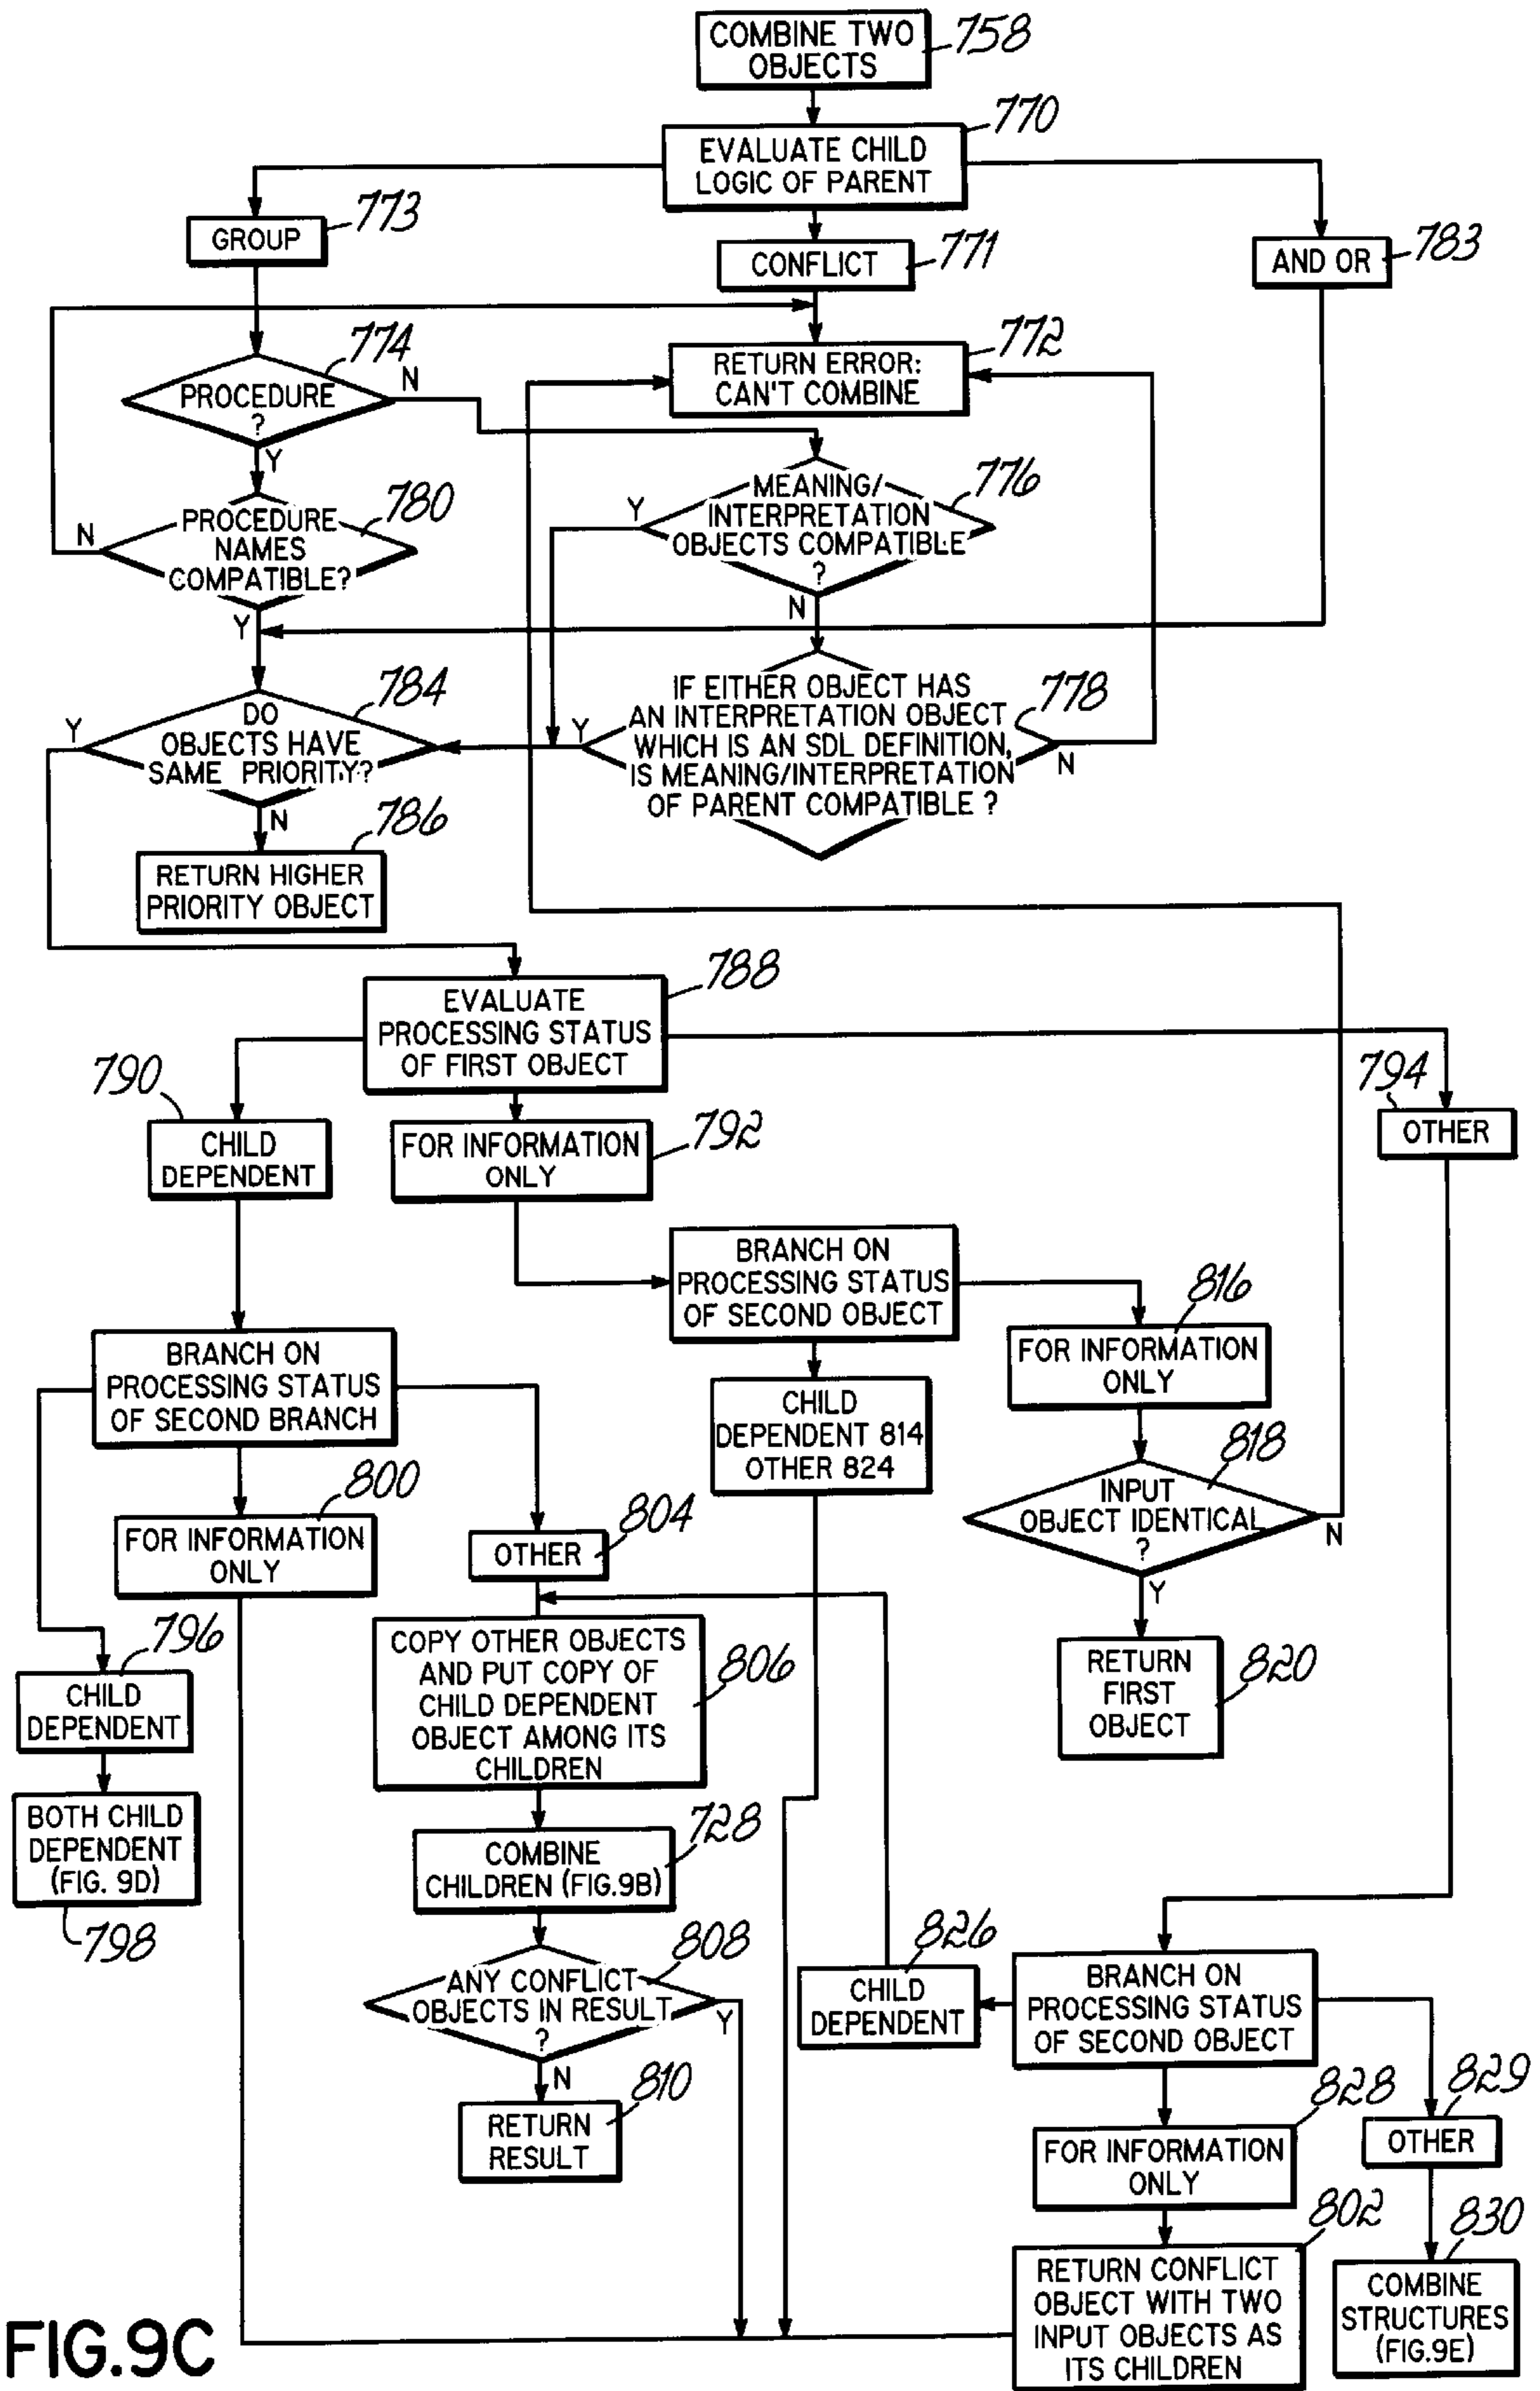 COMBINE TWO
OBJECTS
758
770
EVALUATE CHILD
LOGIC OF PARENT
773
GROUP
771
CONFLICT
783
AND OR
774
PROCEDURE
?
N
Y
772
RETURN ERROR:
CAN'T COMBINE
780
PROCEDURE
NAMES
COMPATIBLE?
N
Y
776
MEANING/
INTERPRETATION
OBJECTS COMPATIBLE
?
Y
N
784
DO
OBJECTS HAVE
SAME PRIORITY?
Y
N
778
IF EITHER OBJECT HAS
AN INTERPRETATION OBJECT
WHICH IS AN SDL DEFINITION,
IS MEANING/INTERPRETATION
OF PARENT COMPATIBLE ?
Y
N
786
RETURN HIGHER
PRIORITY OBJECT
788
EVALUATE
PROCESSING STATUS
OF FIRST OBJECT
790
CHILD
DEPENDENT
792
FOR INFORMATION
ONLY
794
OTHER
BRANCH ON
PROCESSING STATUS
OF SECOND OBJECT
816
FOR INFORMATION
ONLY
BRANCH ON
PROCESSING STATUS
OF SECOND BRANCH
CHILD
DEPENDENT 814
OTHER 824
818
INPUT
OBJECT IDENTICAL
?
N
Y
800
FOR INFORMATION
ONLY
804
OTHER
796
CHILD
DEPENDENT
806
COPY OTHER OBJECTS
AND PUT COPY OF
CHILD DEPENDENT
OBJECT AMONG ITS
CHILDREN
820
RETURN
FIRST
OBJECT
BOTH CHILD
DEPENDENT
(FIG. 9D)
798
728
COMBINE
CHILDREN (FIG.9B)
808
ANY CONFLICT
OBJECTS IN RESULT
?
Y
N
810
RETURN
RESULT
826
CHILD
DEPENDENT
BRANCH ON
PROCESSING STATUS
OF SECOND OBJECT
828
FOR INFORMATION
ONLY
829
OTHER
802
RETURN CONFLICT
OBJECT WITH TWO
INPUT OBJECTS AS
ITS CHILDREN
830
COMBINE
STRUCTURES
(FIG.9E)
FIG.9C